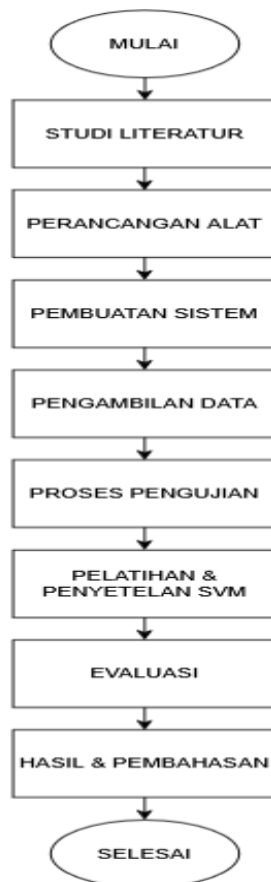 MULAI
STUDI LITERATUR
PERANCANGAN ALAT
PEMBUATAN SISTEM
PENGAMBILAN DATA
PROSES PENGUJIAN
PELATIHAN &
PENYETELAN SVM
EVALUASI
HASIL & PEMBAHASAN
SELESAI